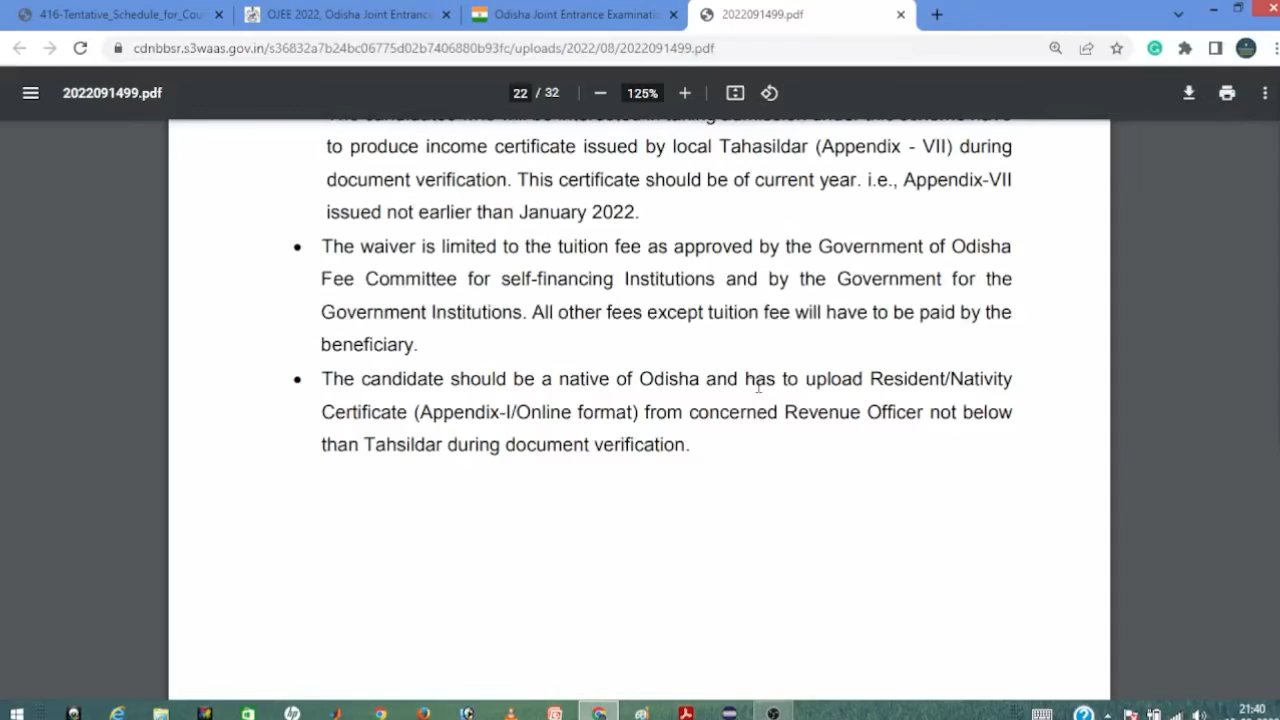 416-Tentative_Schedule_for_Cou
OJEE 2022, Odisha Joint Entrance
Odisha Joint Entrance Examinatio
2022091499.pdf
cdnbbsr.s3waas.gov.in/s36832a7b24bc06775d02b7406880b93fc/uploads/2022/08/2022091499.pdf
2022091499.pdf
22 / 32
125%
to produce income certificate issued by local Tahasildar (Appendix - VII) during
document verification. This certificate should be of current year. i.e., Appendix-VII
issued not earlier than January 2022.
• The waiver is limited to the tuition fee as approved by the Government of Odisha
Fee Committee for self-financing Institutions and by the Government for the
Government Institutions. All other fees except tuition fee will have to be paid by the
beneficiary.
• The candidate should be a native of Odisha and has to upload Resident/Nativity
Certificate (Appendix-I/Online format) from concerned Revenue Officer not below
than Tahsildar during document verification.
21:40